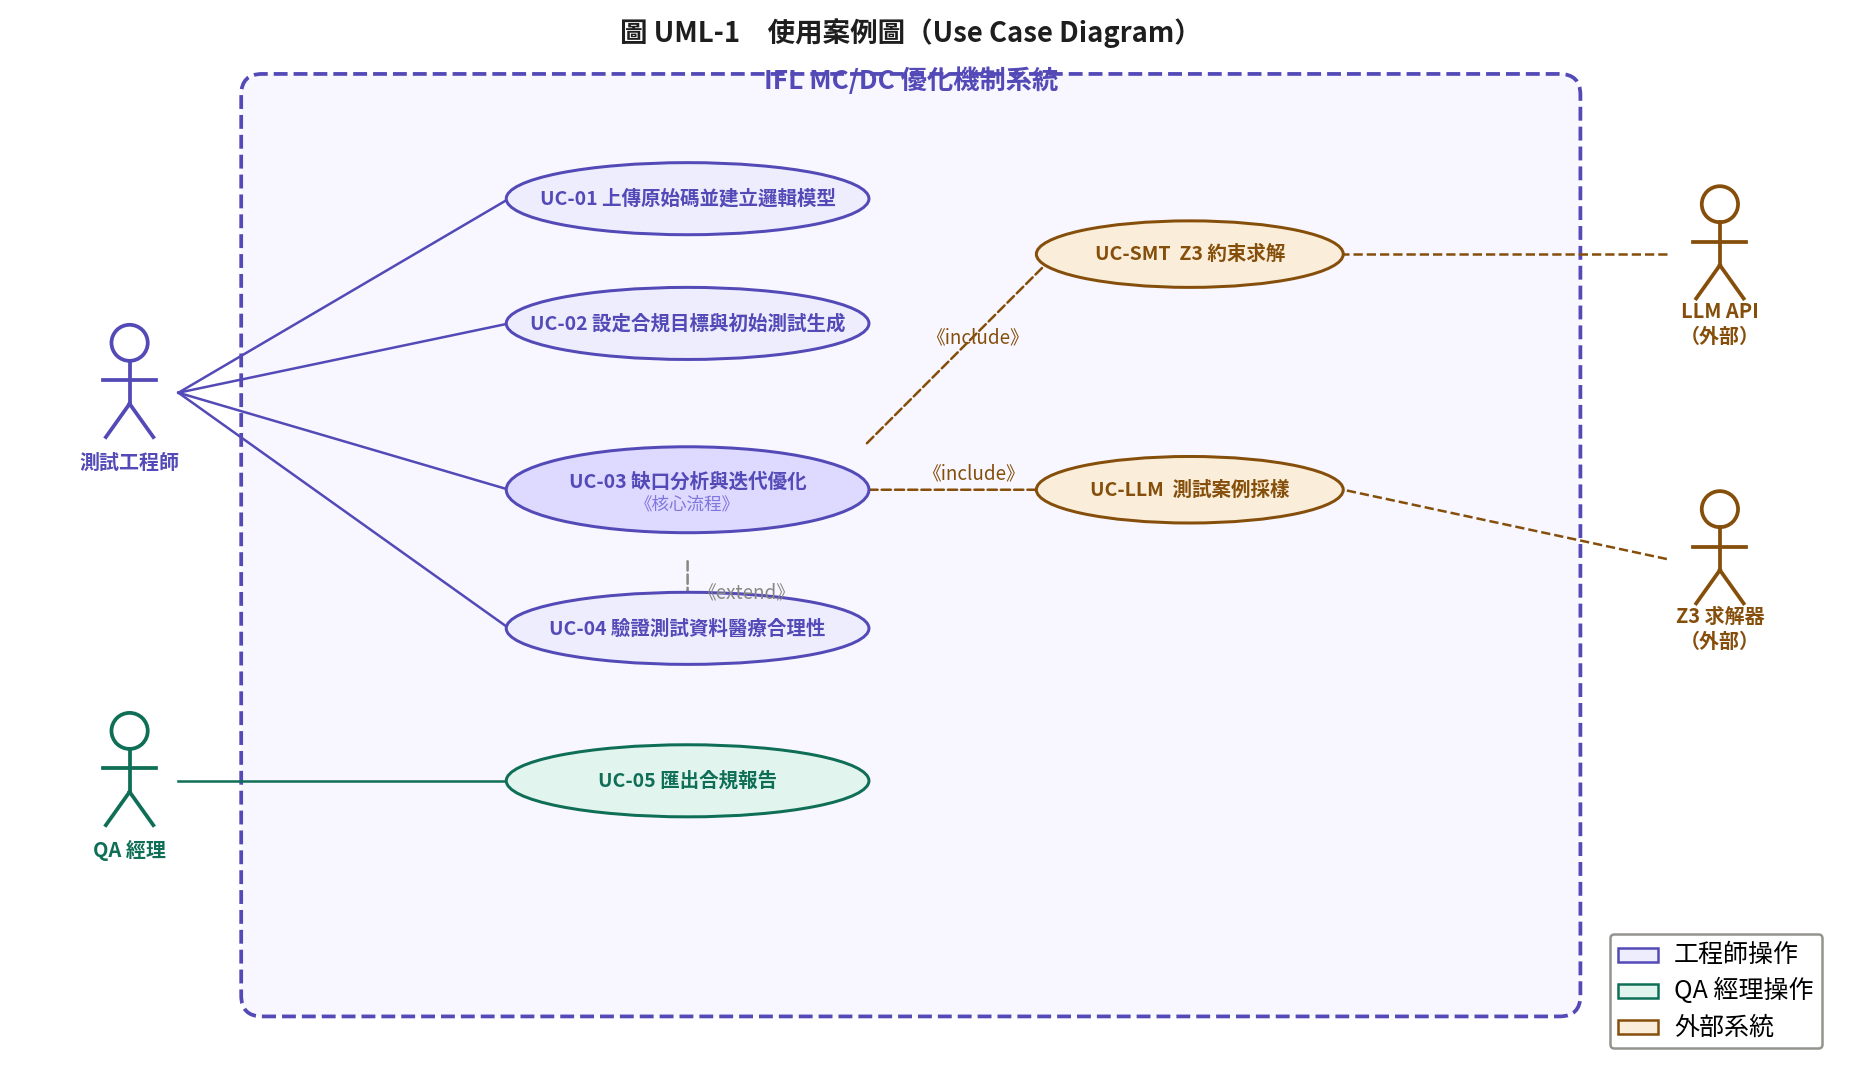 圖 UML-1　使用案例圖（Use Case Diagram）
IFL MC/DC 優化機制系統
UC-01 上傳原始碼並建立邏輯模型
UC-SMT  Z3 約束求解
LLM API
（外部）
UC-02 設定合規目標與初始測試生成
《include》
測試工程師
UC-03 缺口分析與迭代優化
《核心流程》
《include》
UC-LLM  測試案例採樣
Z3 求解器
（外部）
《extend》
UC-04 驗證測試資料醫療合理性
QA 經理
UC-05 匯出合規報告
工程師操作
QA 經理操作
外部系統